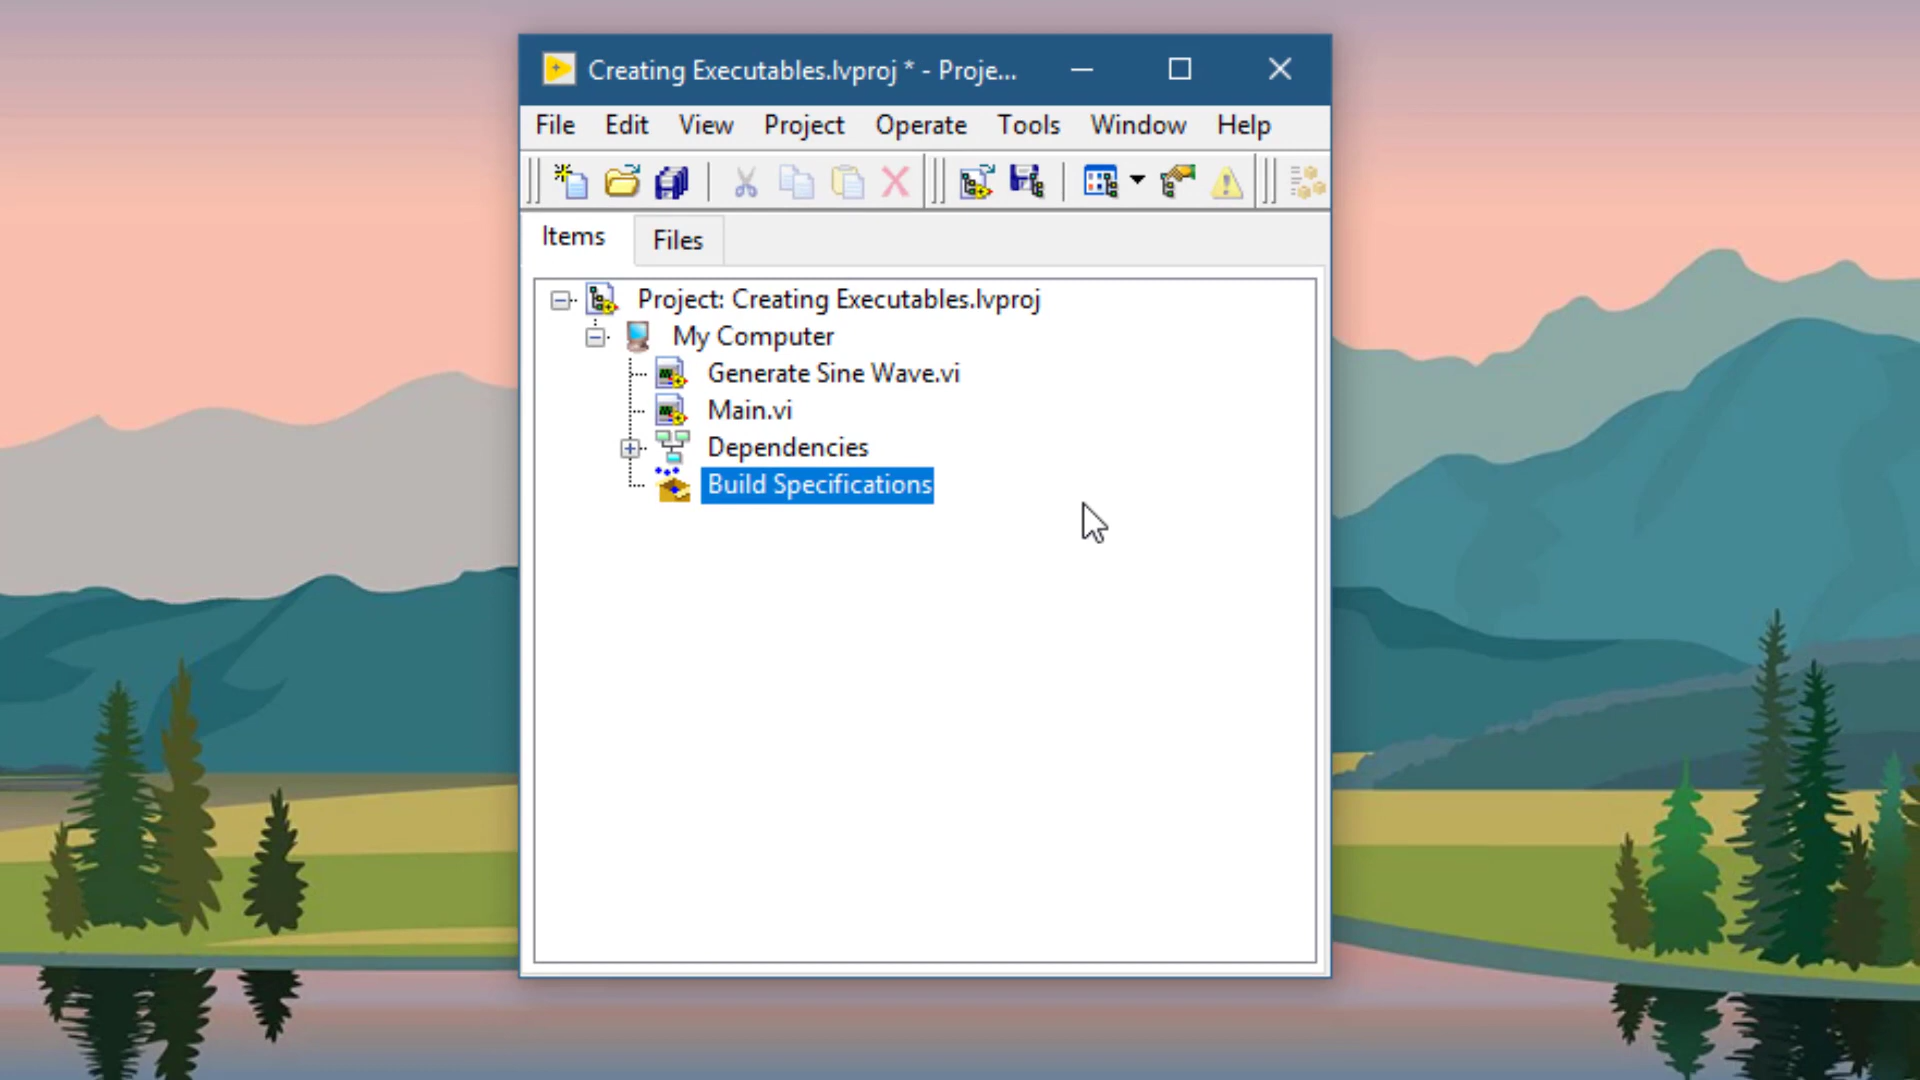 Creating Executables.lvproj * - Proje...
File Edit View Project Operate Tools Window Help
Items Files
Project: Creating Executables.lvproj
My Computer
Generate Sine Wave.vi
Main.vi
Dependencies
Build Specifications